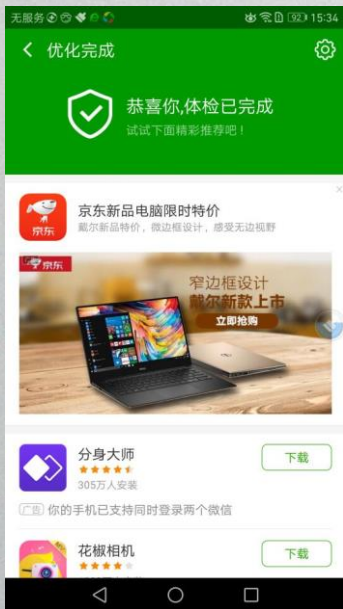 无服务
92
15:34
优化完成
恭喜你,体检已完成
试试下面精彩推荐吧！
京东
京东新品电脑限时特价
戴尔新品特价，微边框设计，感受无边视野
京东
窄边框设计
戴尔新款上市
立即抢购
分身大师
下载
305万人安装
广告 你的手机已支持同时登录两个微信
花椒相机
下载